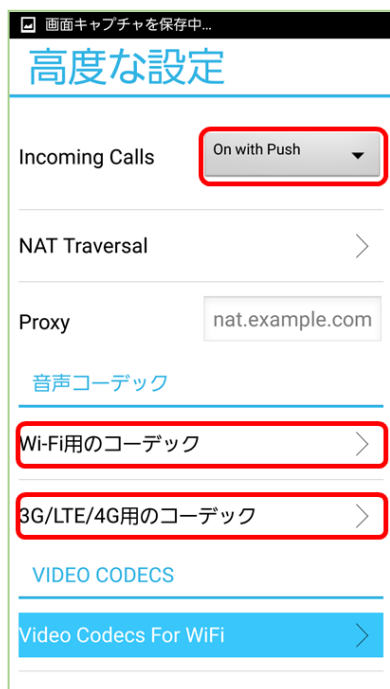 画面キャプチャを保存中...
高度な設定
Incoming Calls
On with Push
NAT Traversal
Proxy
nat.example.com
音声コーデック
Wi-Fi用のコーデック
3G/LTE/4G用のコーデック
VIDEO CODECS
Video Codecs For WiFi